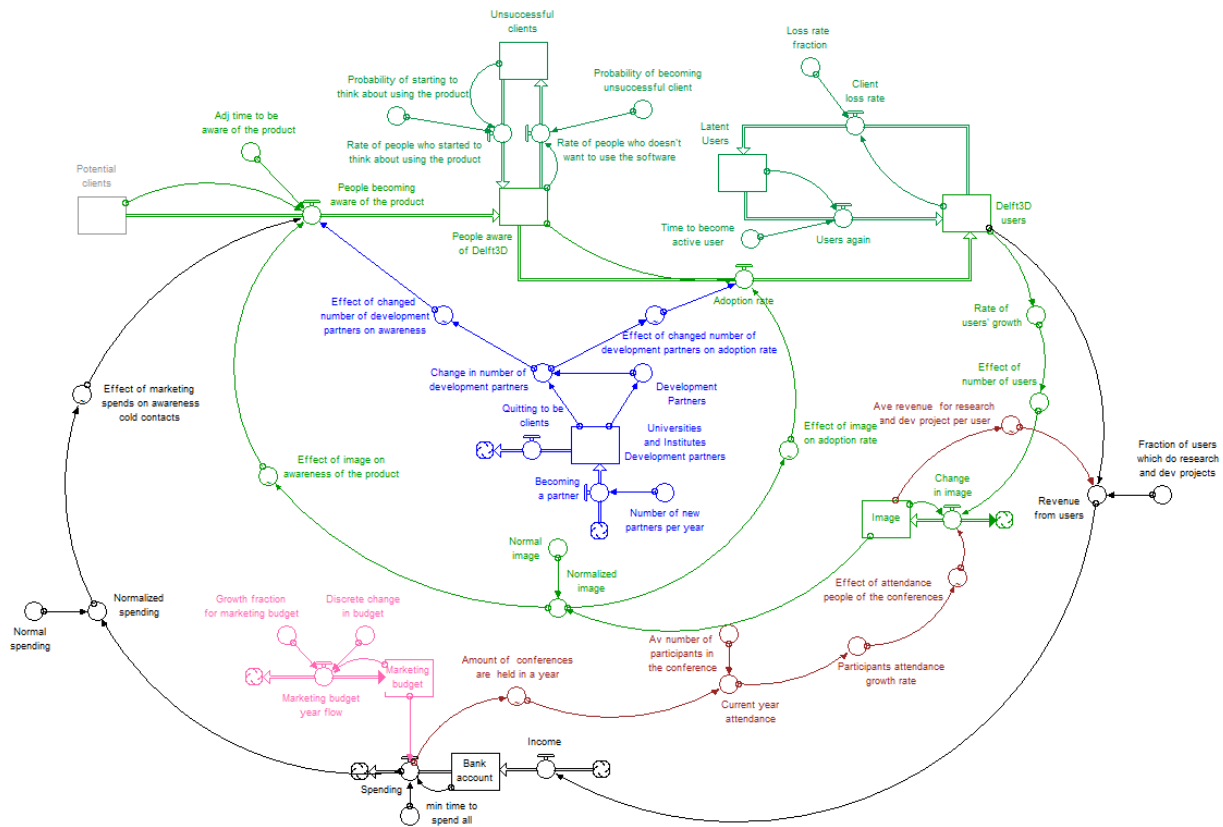 Unsuccessful
clients
Loss rate
fraction
Probability of starting to
think about using the product
Probability of becoming
unsuccessful client
Client
loss rate
Adj time to be
aware of the product
Rate of people who started to
think about using the product
Rate of people who doesn't
want to use the software
Latent
Users
Potential
clients
People becoming
aware of the product
People aware
of Delft3D
Time to become
active user
Users again
Delft3D
users
Adoption rate
Effect of changed
number of development
partners on awareness
Effect of changed number of
development partners on adoption rate
Rate of
users' growth
Change in number of
development partners
Development
Partners
Effect of
number of users
Effect of marketing
spends on awareness
cold contacts
Quitting to be
clients
Universities
and Institutes
Development partners
Effect of image
on adoption rate
Ave revenue for research
and dev project per user
Fraction of users
which do research
and dev projects
Effect of image on
awareness of the product
Becoming
a partner
Number of new
partners per year
Change
in image
Image
Revenue
from users
Normal
image
Normalized
image
Effect of attendance
people of the conferences
Normalized
spending
Normal
spending
Growth fraction
for marketing budget
Discrete change
in budget
Av number of
participants in
the conference
Participants attendance
growth rate
Marketing
budget
Marketing budget
year flow
Amount of conferences
are held in a year
Current year
attendance
Income
Bank
account
Spending
min time to
spend all